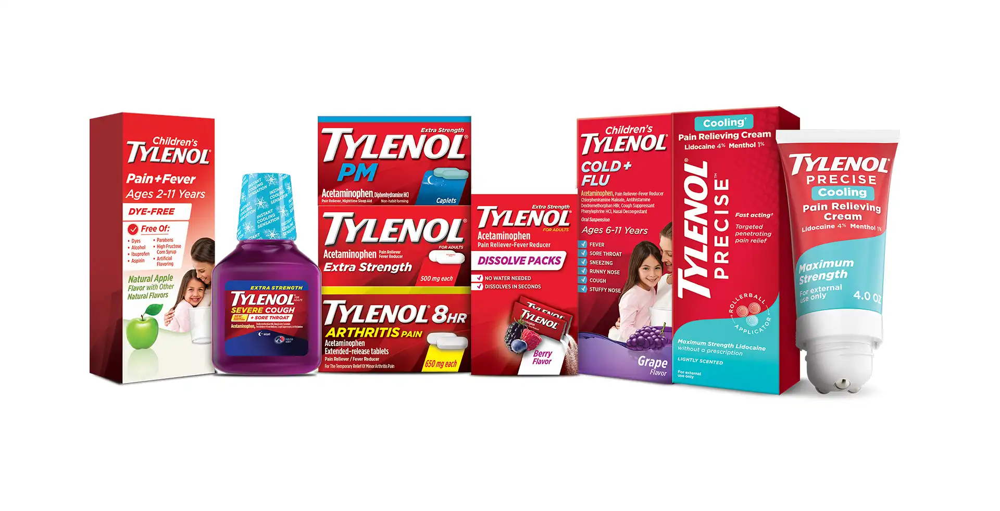 Children's
TYLENOL®
Pain+Fever
Ages 2-11 Years
DYE-FREE
Free Of:
• Dyes
• Alcohol
• Ibuprofen
• Aspirin
• Parabens
• High Fructose
Corn Syrup
• Artificial
Flavoring
Natural Apple
Flavor with Other
Natural Flavors
INSTANT
COOLING
SENSATION
EXTRA STRENGTH
TYLENOL®
FOR
ADULTS
SEVERE COUGH
NEW!
+ SORE THROAT
Acetaminophen,
NIGHT
Extra Strength
TYLENOL®
PM
Acetaminophen, Diphenhydramine HCl
Pain Reliever, Nighttime Sleep Aid Non-habit forming
Caplets
TYLENOL®
FOR ADULTS
Acetaminophen Pain Reliever
Fever Reducer
Extra Strength
500 mg each
TYLENOL® 8HR
ARTHRITIS PAIN
Acetaminophen
Extended-release tablets
Pain Reliever / Fever Reducer
For The Temporary Relief Of Minor Arthritis Pain
650 mg each
Extra Strength
TYLENOL®
FOR ADULTS
Acetaminophen
Pain Reliever-Fever Reducer
DISSOLVE PACKS
NO WATER NEEDED
DISSOLVES IN SECONDS
TYLENOL
TYLENOL
Berry
Flavor
Children's
TYLENOL®
COLD+
FLU
Acetaminophen, Pain Reliever-Fever Reducer
Chlorpheniramine Maleate, Antihistamine
Dextromethorphan HBr, Cough Suppressant
Phenylephrine HCl, Nasal Decongestant
Oral Suspension
Ages 6-11 Years
FEVER
SORE THROAT
SNEEZING
RUNNY NOSE
COUGH
STUFFY NOSE
Grape
Flavor
Cooling†
Pain Relieving Cream
Lidocaine 4% Menthol 1%
TYLENOL®
PRECISE™
Fast acting†
Targeted
penetrating
pain relief
ROLLERBALL
APPLICATOR
Maximum Strength Lidocaine
without a prescription
LIGHTLY SCENTED
For external
use only
TYLENOL®
PRECISE
Cooling
Pain Relieving
Cream
Lidocaine 4% Menthol 1%
Maximum
Strength
For external
use only
4.0 OZ